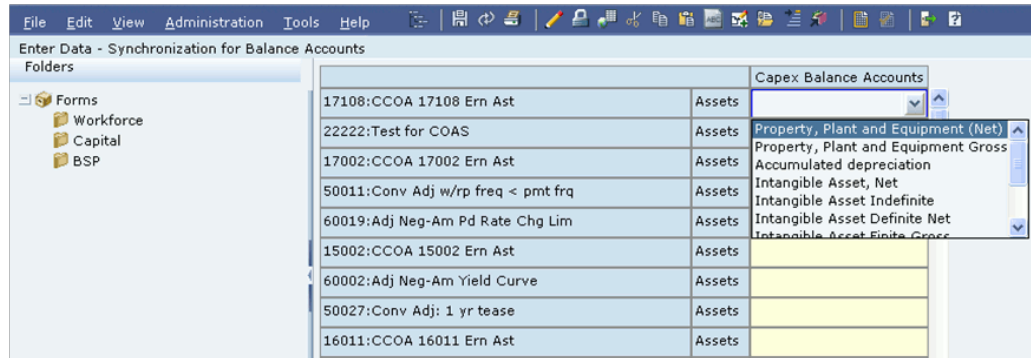 File Edit View Administration Tools Help
Enter Data - Synchronization for Balance Accounts
Folders
Forms
Workforce
Capital
BSP
Capex Balance Accounts
17108:CCOA 17108 Ern Ast Assets
22222:Test for COAS Assets
17002:CCOA 17002 Ern Ast Assets
50011:Conv Adj w/rp freq < pmt frq Assets
60019:Adj Neg-Am Pd Rate Chg Lim Assets
15002:CCOA 15002 Ern Ast Assets
60002:Adj Neg-Am Yield Curve Assets
50027:Conv Adj: 1 yr tease Assets
16011:CCOA 16011 Ern Ast Assets
Property, Plant and Equipment (Net)
Property, Plant and Equipment Gross
Accumulated depreciation
Intangible Asset, Net
Intangible Asset Indefinite
Intangible Asset Definite Net
Intangible Asset Finite Gross